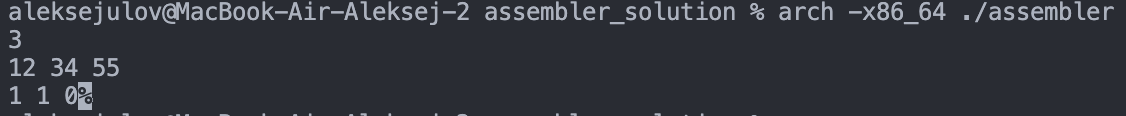 aleksejulov@MacBook-Air-Aleksej-2 assembler_solution % arch -x86_64 ./assembler
3
12 34 55
1 1 0%